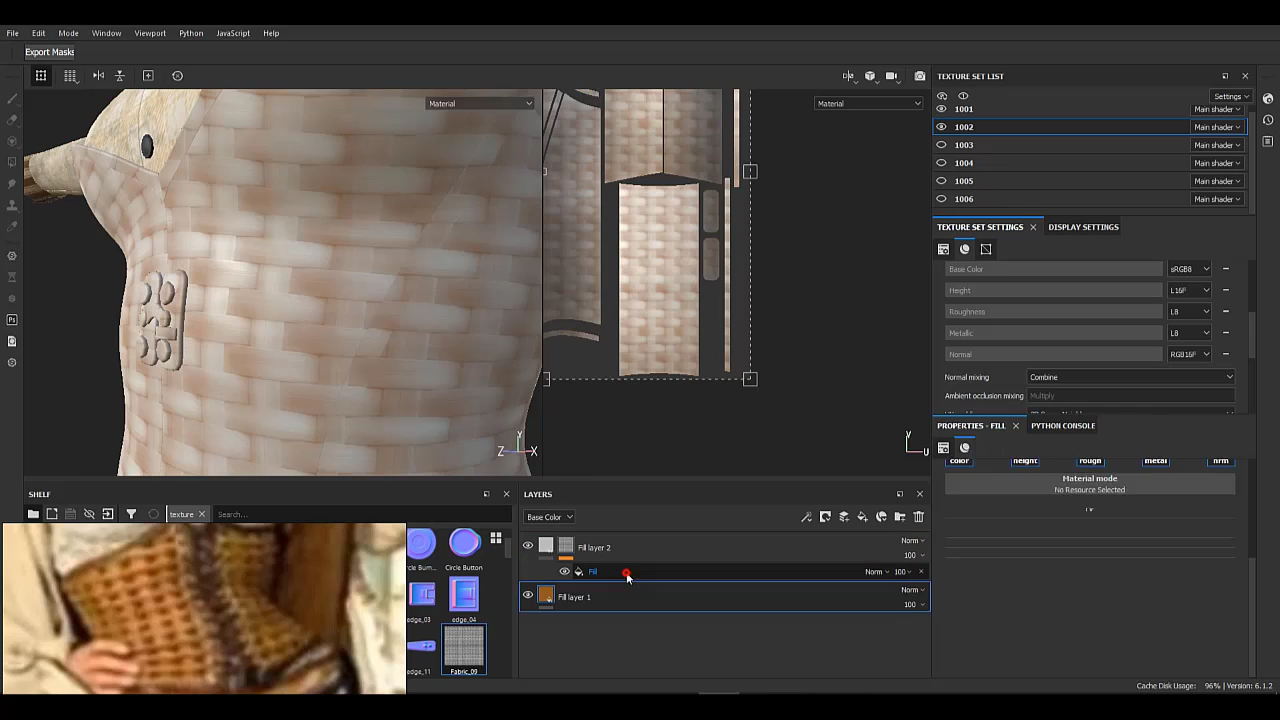 File Edit Mode Window Viewport Python JavaScript Help
Export Masks
Material
Material
Z Y X
Y U
TEXTURE SET LIST
Settings
1001 Main shader
1002 Main shader
1003 Main shader
1004 Main shader
1005 Main shader
1006 Main shader
TEXTURE SET SETTINGS DISPLAY SETTINGS
Base Color sRGB8
Height L16F
Roughness L8
Metallic L8
Normal RGB16F
Normal mixing Combine
Ambient occlusion mixing Multiply
PROPERTIES - FILL PYTHON CONSOLE
color height rough metal nrm
Material mode
No Resource Selected
SHELF
texture Search...
Circle Button
edge_03 edge_04
edge_11 Fabric_09
LAYERS
Base Color
Fill layer 2 Norm
100
Fill Norm 100
Fill layer 1 Norm
100
Cache Disk Usage: 96% | Version: 6.1.2